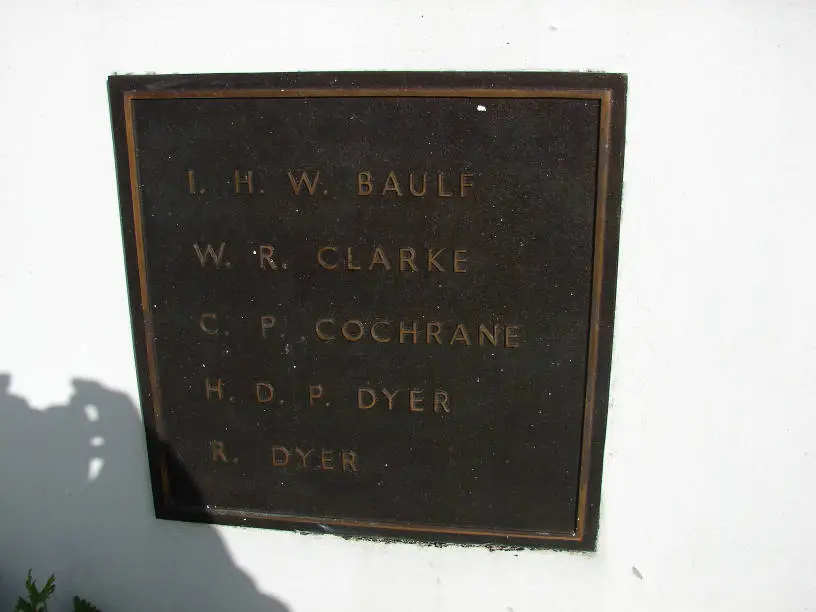 I. H. W. BAULF
W. R. CLARKE
C. P. COCHRANE
H. D. P. DYER
R. DYER